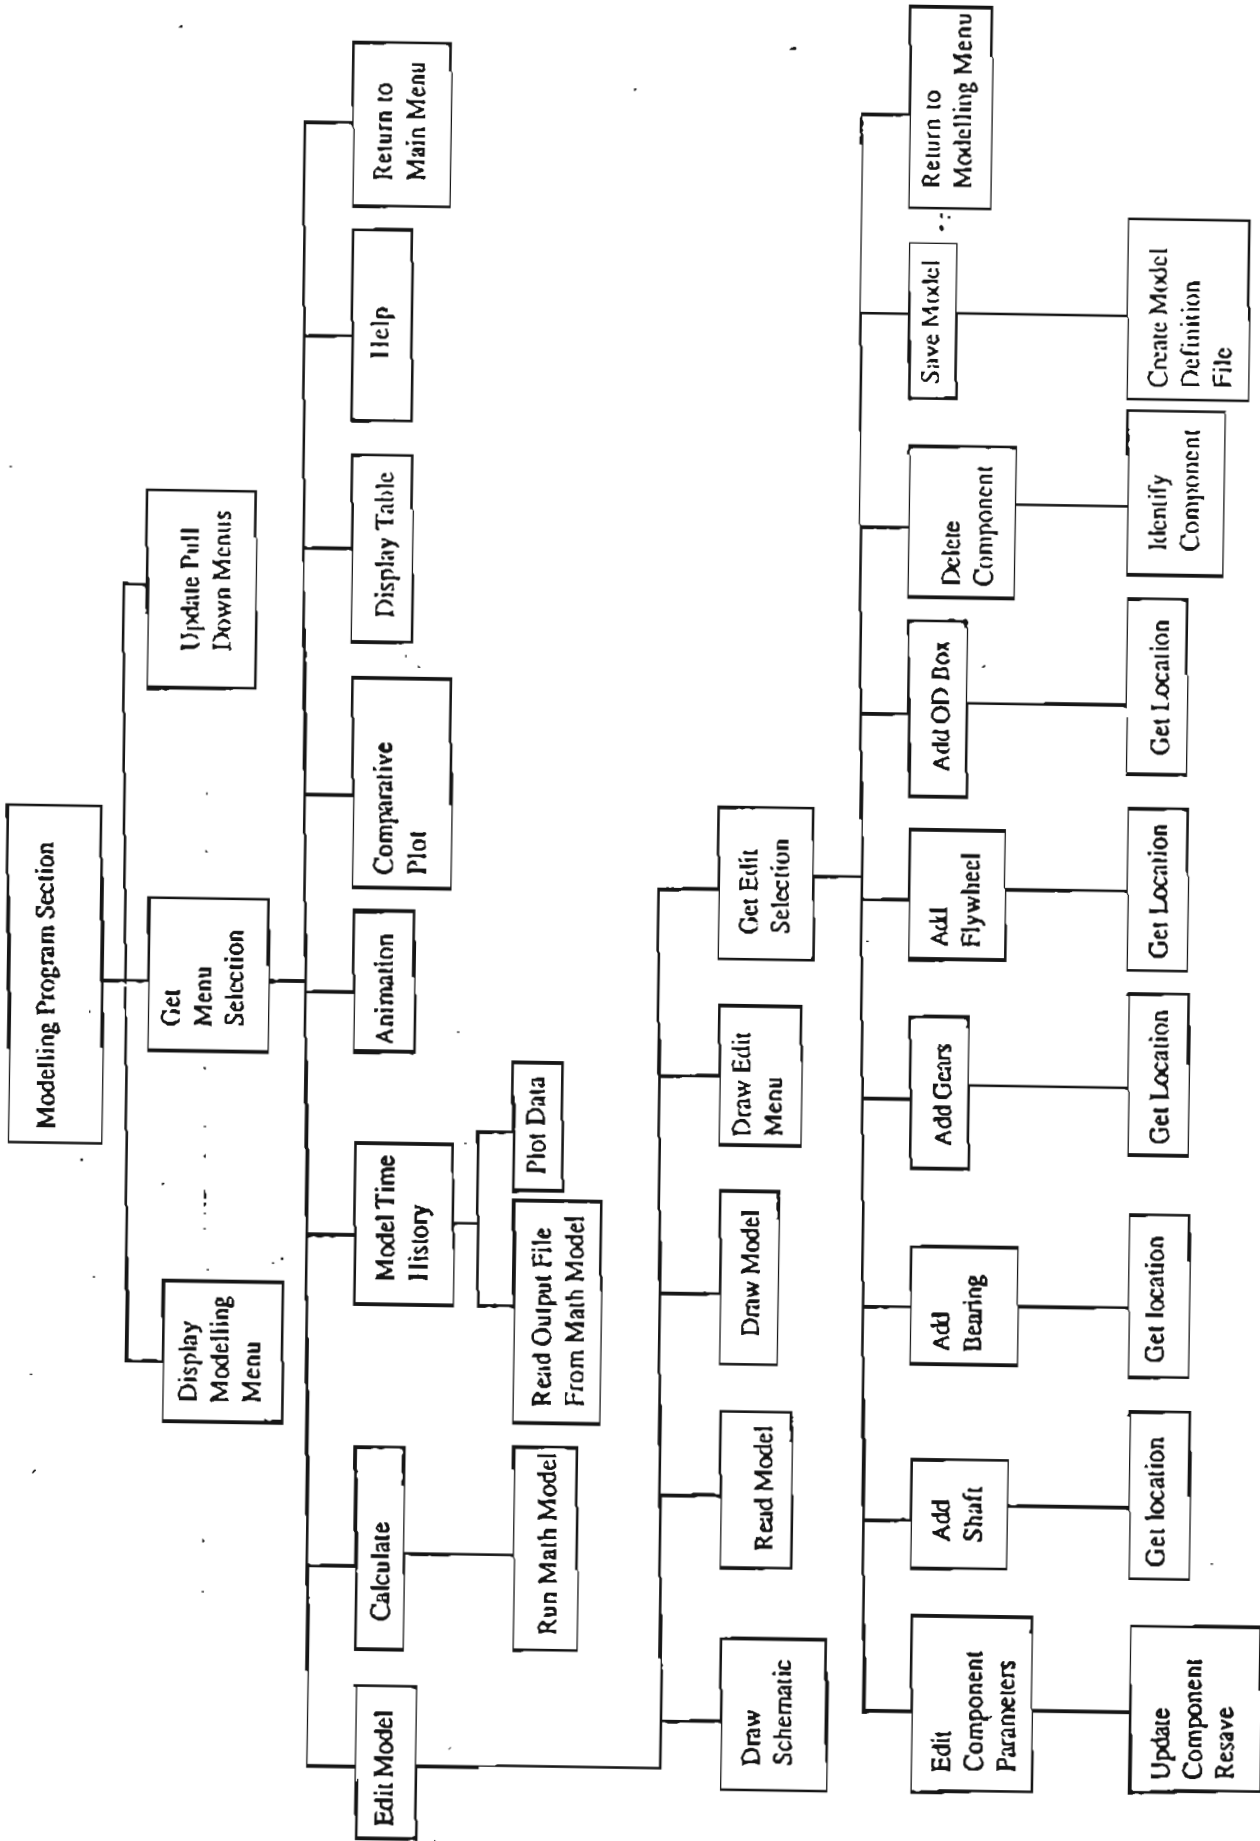 Modelling Program Section
Display
Modelling
Menu
Get
Menu
Selection
Update Pull
Down Menus
Edit Model
Calculate
Model Time
History
Animation
Comparative
Plot
Display Table
Help
Return to
Main Menu
Run Math Model
Read Output File
From Math Model
Plot Data
Draw
Schematic
Read Model
Draw Model
Draw Edit
Menu
Get Edit
Selection
Edit
Component
Parameters
Add
Shaft
Add
Bearing
Add Gears
Add
Flywheel
Add OD Box
Delete
Component
Save Model
Return to
Modelling Menu
Update
Component
Resave
Get location
Get location
Get Location
Get Location
Get Location
Identify
Component
Create Model
Definition
File